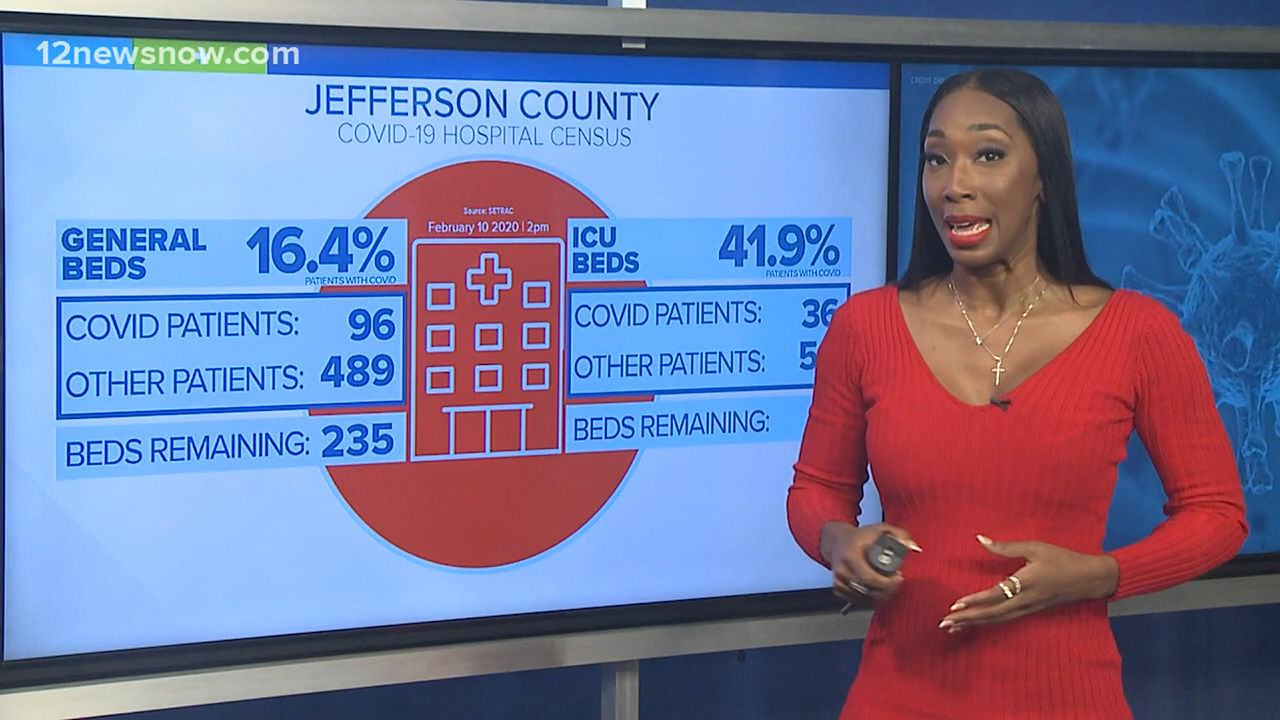 12newsnow.com
JEFFERSON COUNTY
COVID-19 HOSPITAL CENSUS
Source: SETRAC
February 10 2020 | 2pm
GENERAL BEDS
16.4%
PATIENTS WITH COVID
COVID PATIENTS: 96
OTHER PATIENTS: 489
BEDS REMAINING: 235
ICU BEDS
41.9%
PATIENTS WITH COVID
COVID PATIENTS: 36
OTHER PATIENTS:
BEDS REMAINING:
CREDIT